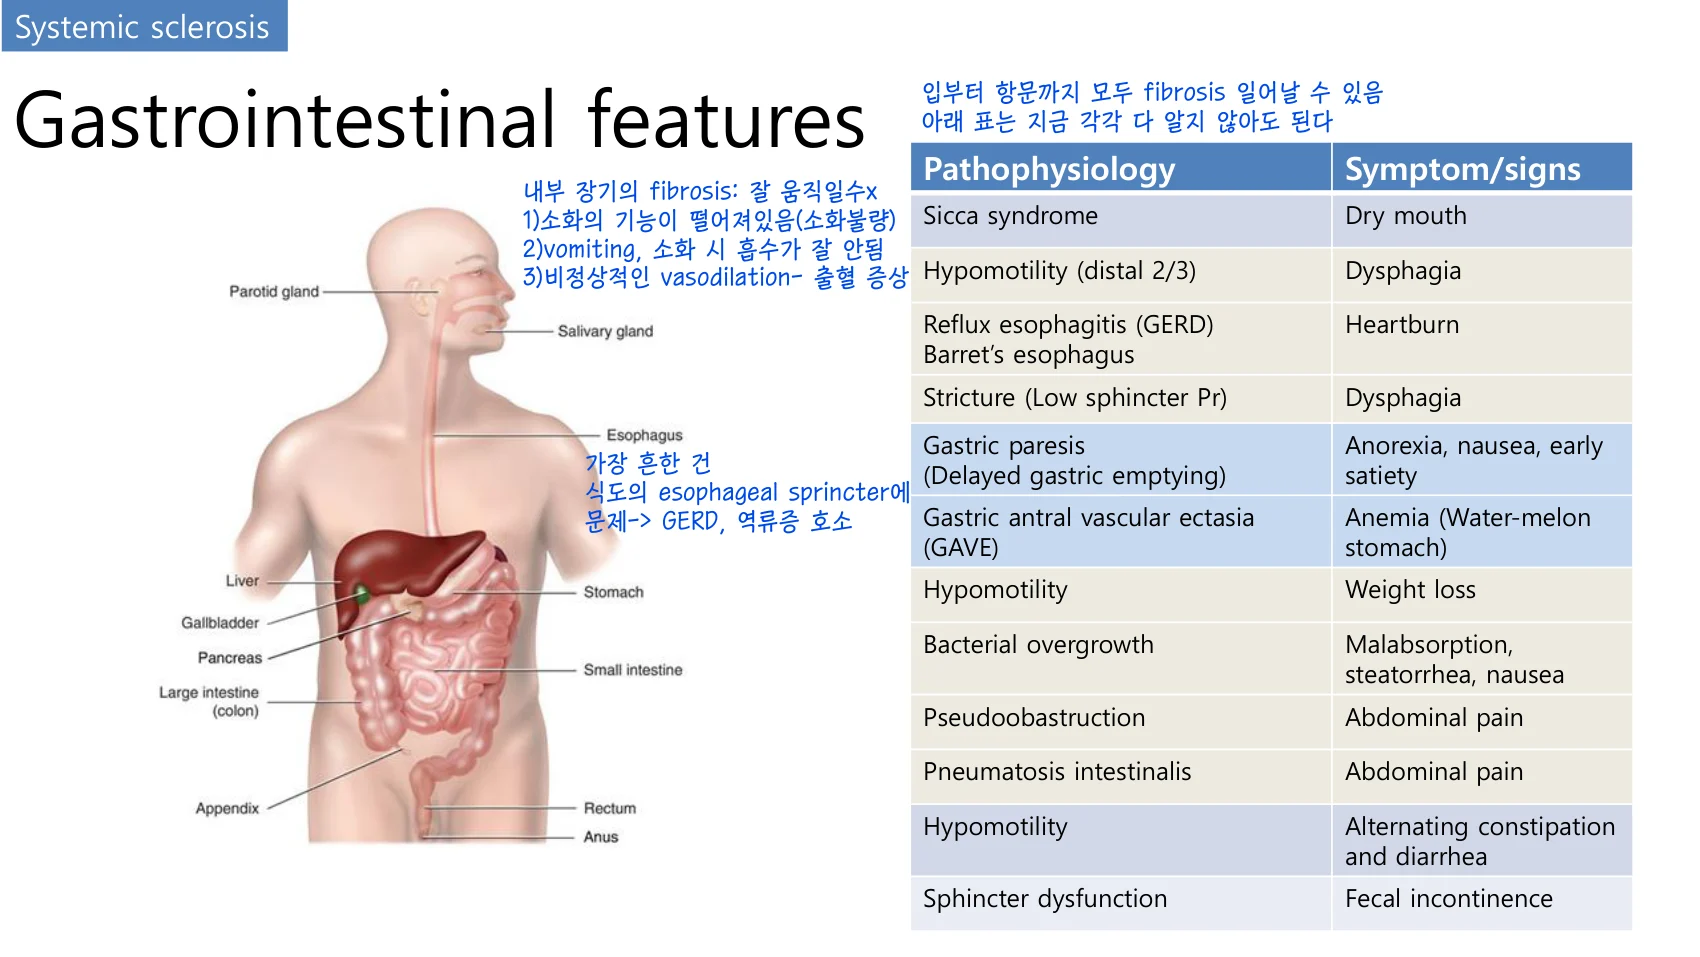 Systemic sclerosis
Gastrointestinal features
입부터 항문까지 모두 fibrosis 일어날 수 있음
아래 표는 지금 각각 다 알지 않아도 된다
내부 장기의 fibrosis: 잘 움직일수x
1)소화의 기능이 떨어져있음(소화불량)
2)vomiting, 소화 시 흡수가 잘 안됨
3)비정상적인 vasodilation- 출혈 증상
Parotid gland
Salivary gland
Esophagus
가장 흔한 건
식도의 esophageal sprincter에
문제-> GERD, 역류증 호소
Liver
Stomach
Gallbladder
Pancreas
Small intestine
Large intestine
(colon)
Appendix
Rectum
Anus
Pathophysiology Symptom/signs
Sicca syndrome Dry mouth
Hypomotility (distal 2/3) Dysphagia
Reflux esophagitis (GERD) Heartburn
Barret’s esophagus
Stricture (Low sphincter Pr) Dysphagia
Gastric paresis Anorexia, nausea, early
(Delayed gastric emptying) satiety
Gastric antral vascular ectasia Anemia (Water-melon
(GAVE) stomach)
Hypomotility Weight loss
Bacterial overgrowth Malabsorption,
steatorrhea, nausea
Pseudoobastruction Abdominal pain
Pneumatosis intestinalis Abdominal pain
Hypomotility Alternating constipation
and diarrhea
Sphincter dysfunction Fecal incontinence